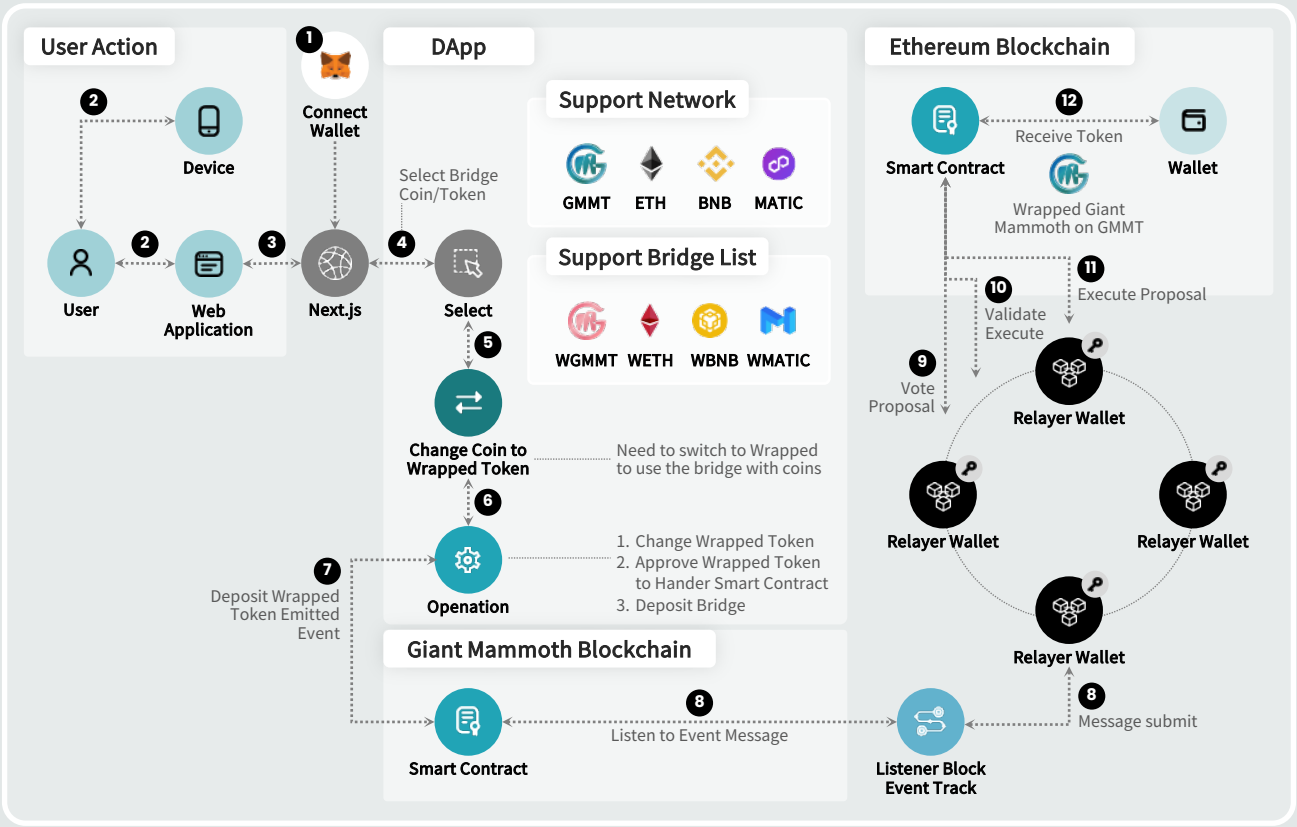 User Action
2
Device
2
User
Web
Application
3
1
Connect
Wallet
Next.js
DApp
Select Bridge
Coin/Token
4
Select
5
Change Coin to
Wrapped Token
6
Openation
Support Network
GMMT
ETH
BNB
MATIC
Support Bridge List
WGMMT
WETH
WBNB
WMATIC
Need to switch to Wrapped
to use the bridge with coins
1. Change Wrapped Token
2. Approve Wrapped Token
to Hander Smart Contract
3. Deposit Bridge
7
Deposit Wrapped
Token Emitted
Event
Giant Mammoth Blockchain
Smart Contract
8
Listen to Event Message
Listener Block
Event Track
8
Message submit
Ethereum Blockchain
Smart Contract
12
Receive Token
Wallet
Wrapped Giant
Mammoth on GMMT
11
Execute Proposal
10
Validate
Execute
9
Vote
Proposal
Relayer Wallet
Relayer Wallet
Relayer Wallet
Relayer Wallet